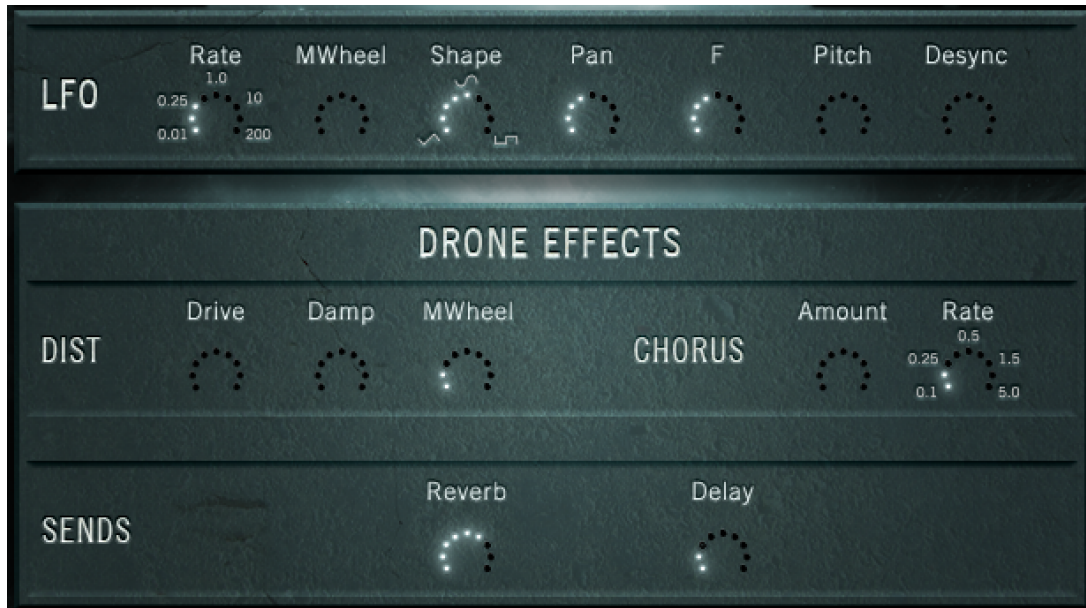 Rate MWheel Shape Pan F Pitch Desync
LFO
1.0
0.25 10
0.01 200
DRONE EFFECTS
Drive Damp MWheel Amount Rate
DIST CHORUS
0.5
0.25 1.5
0.1 5.0
Reverb Delay
SENDS